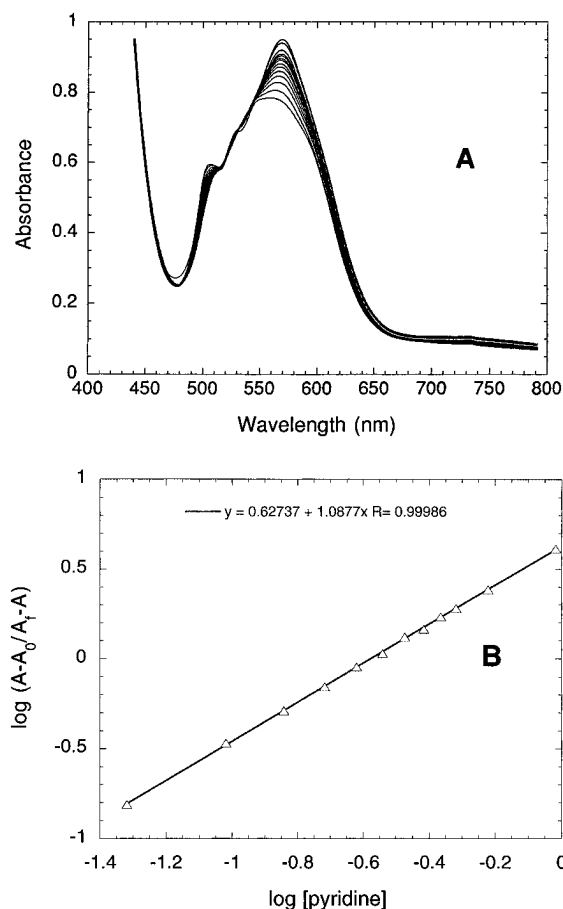 1
0.8
0.6
0.4
0.2
0
Absorbance
A
400 450 500 550 600 650 700 750 800
Wavelength (nm)
1
0.5
0
-0.5
-1
y = 0.62737 + 1.0877x R= 0.99986
log (A-A₀/A_f-A)
B
-1.4 -1.2 -1 -0.8 -0.6 -0.4 -0.2 0
log [pyridine]